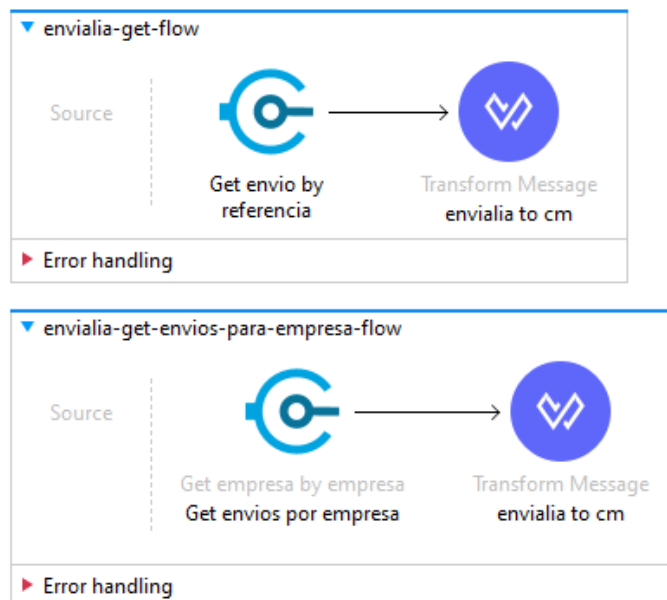 envialia-get-flow
Source
Get envio by
referencia
Transform Message
envialia to cm
Error handling
envialia-get-envios-para-empresa-flow
Source
Get empresa by empresa
Get envios por empresa
Transform Message
envialia to cm
Error handling